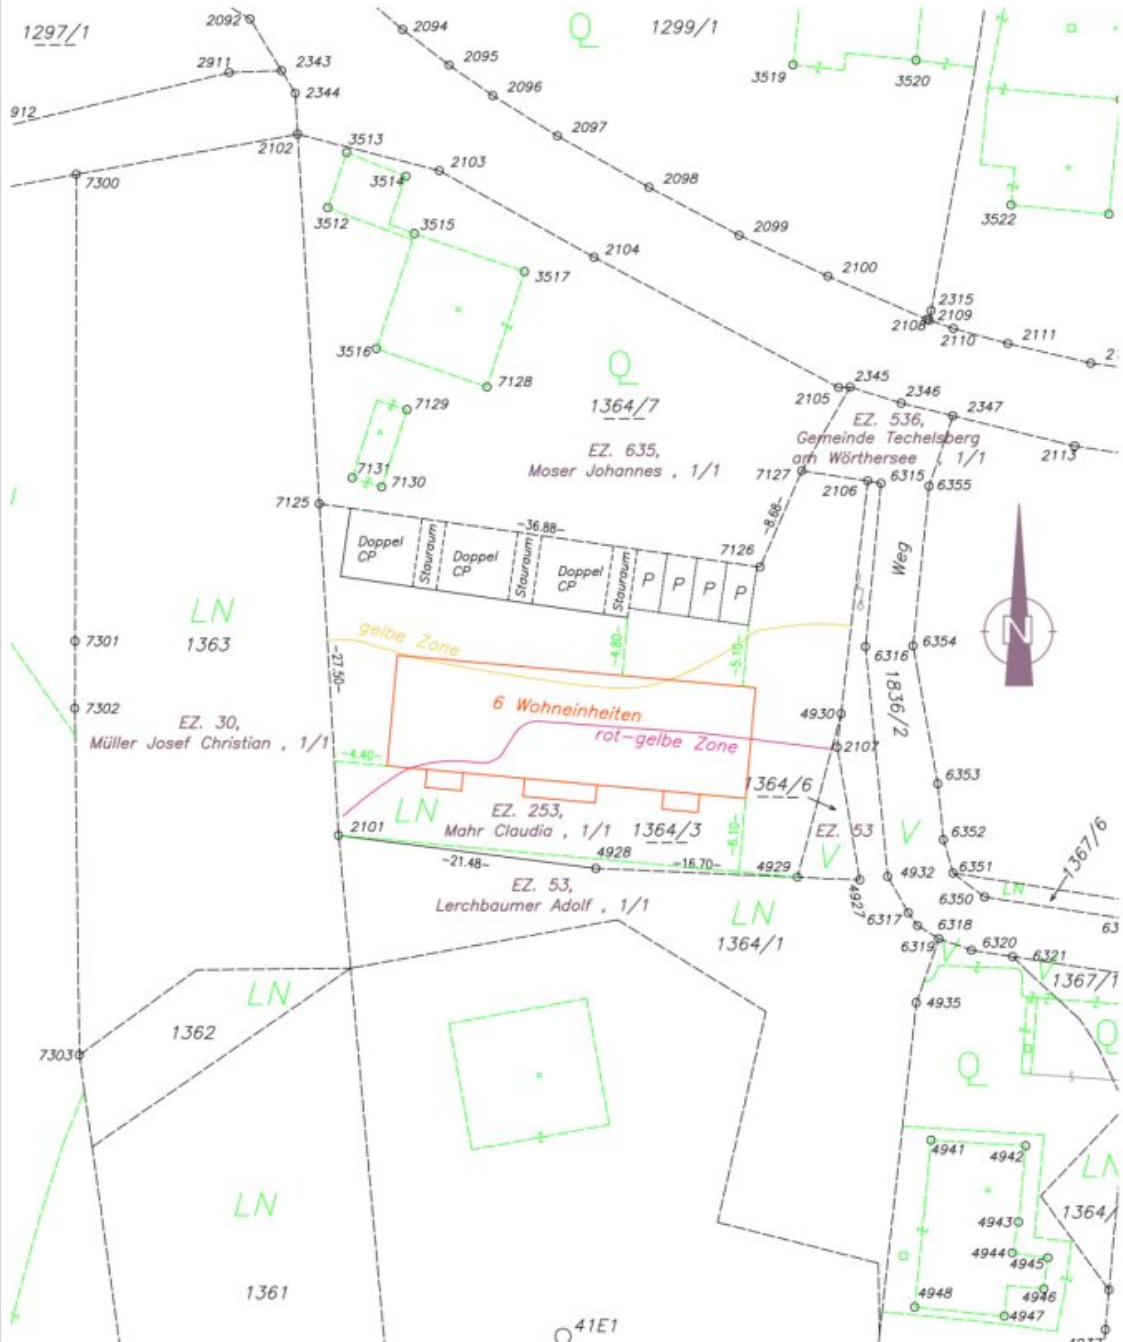 1297/1
2092
2094
1299/1
2343
2095
2911
2344
2096
3519
3520
912
2102
2097
3513
2103
3514
7300
2098
3512
3515
3522
2099
2104
3517
2100
2315
2109
2108
2110
2111
3516
7128
1364/7
2105
2345
2346
2347
7129
EZ. 536,
Gemeinde Techelsberg
am Wörthersee , 1/1
EZ. 635,
Moser Johannes , 1/1
2113
7131
7130
7127
2106
6315
6355
7125
-36.88-
-8.68-
7126
Weg
Doppel
CP
Stauraum
Doppel
CP
Stauraum
Doppel
CP
Stauraum
P
P
P
P
LN
1363
gelbe Zone
-4.80-
-5.10-
7301
-27.50-
6316
6354
1836/2
7302
EZ. 30,
Müller Josef Christian , 1/1
6 Wohneinheiten
rot-gelbe Zone
4930
2107
-4.40-
1364/6
6353
LN
EZ. 253,
Mahr Claudia , 1/1
1364/3
EZ. 53
V
V
6352
2101
-21.48-
4928
-16.70-
-6.10-
4929
4927
4932
6351
1367/6
6350
LN
EZ. 53,
Lerchbaumer Adolf , 1/1
LN
1364/1
6317
6318
6319
6320
6321
63
V
V
1367/1
LN
1362
4935
7303
Q
Q
4941
4942
LN
LN
1364/
4943
4944
4945
4946
1361
4948
4947
41E1
N
Q
Q